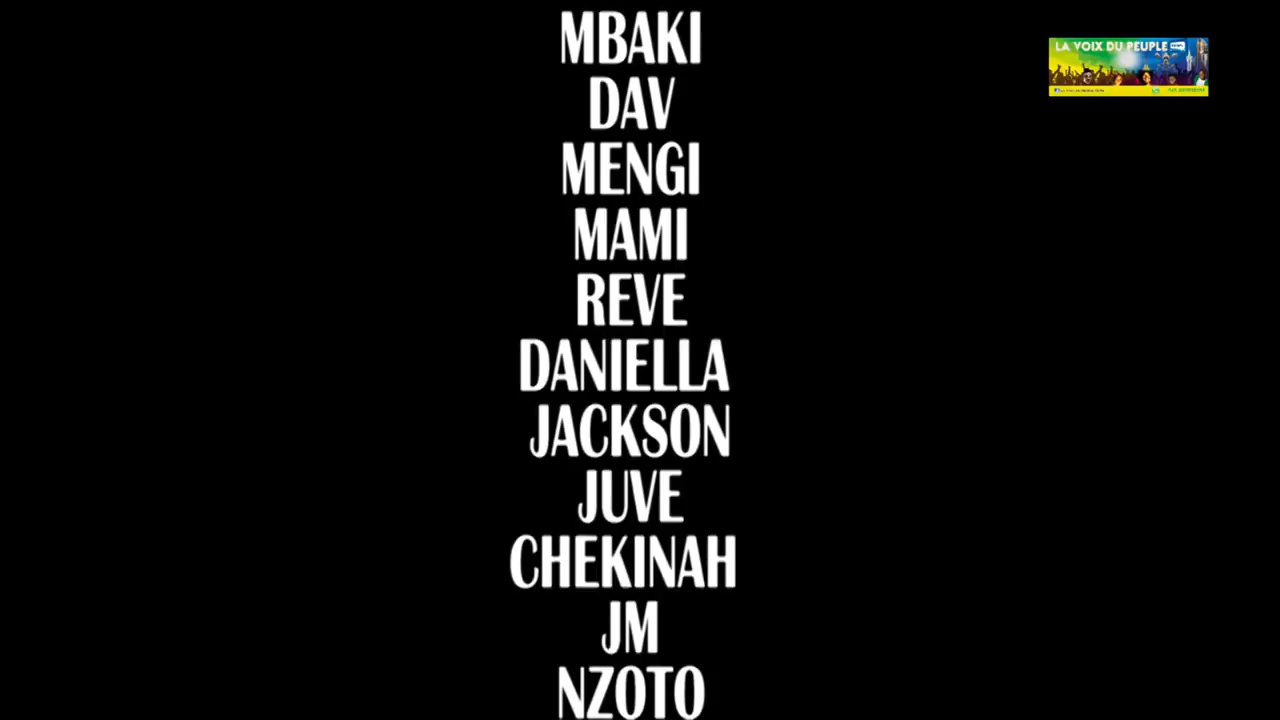 MBAKI
LA VOIX DU PEUPLE
DAV
MENGI
MAMI
REVE
DANIELLA
JACKSON
JUVE
CHEKINAH
JM
NZOTO